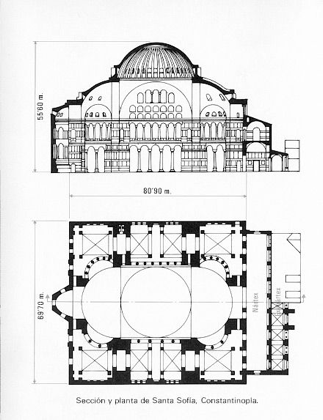 55'60 m.
80'90 m.
69'70 m.
Nártex
Sección y planta de Santa Sofía, Constantinopla.